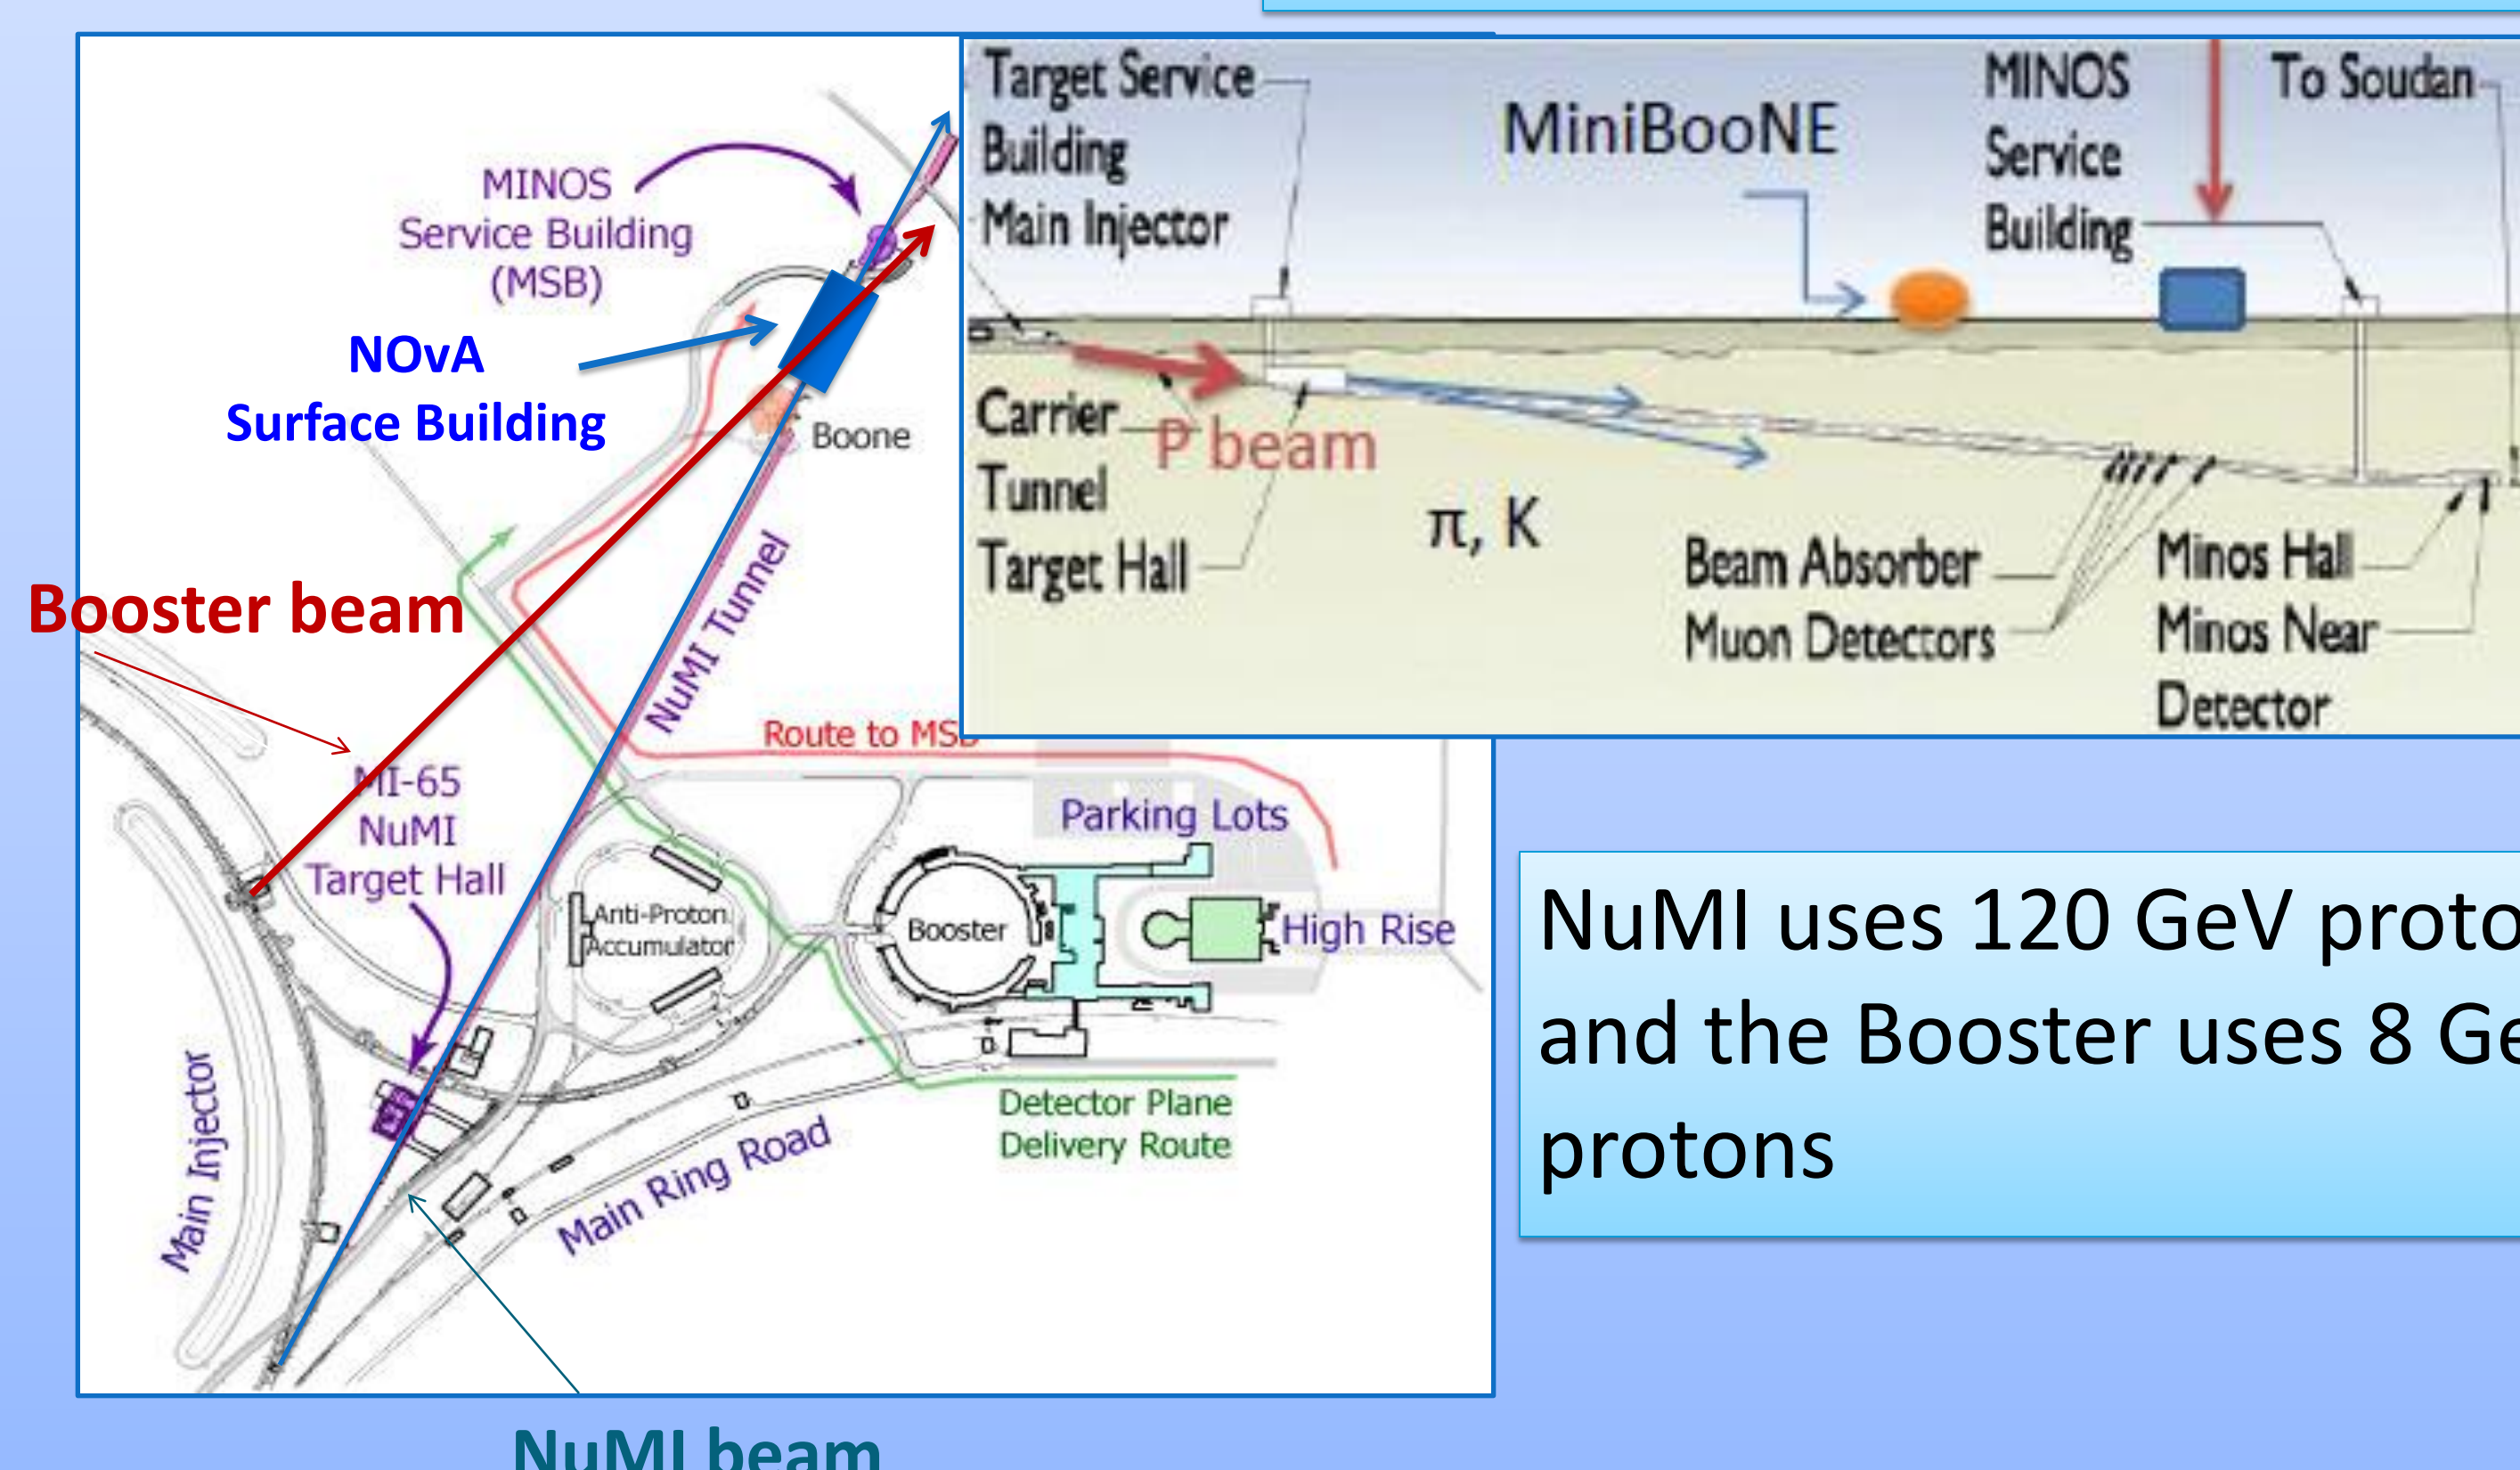 MINOS
Service Building
(MSB)
NOvA
Surface Building
Boone
Booster beam
NuMI Tunnel
Route to MS
MI-65
NuMI
Target Hall
Parking Lots
Anti-Proton
Accumulator
Booster
High Rise
Main Injector
Main Ring Road
Detector Plane
Delivery Route
NuMI beam
Target Service
Building
Main Injector
MiniBooNE
MINOS
Service
Building
To Soudan
Carrier
Tunnel
Target Hall
P beam
π, K
Beam Absorber
Muon Detectors
Minos Hall
Minos Near
Detector
NuMI uses 120 GeV proto
and the Booster uses 8 Ge
protons